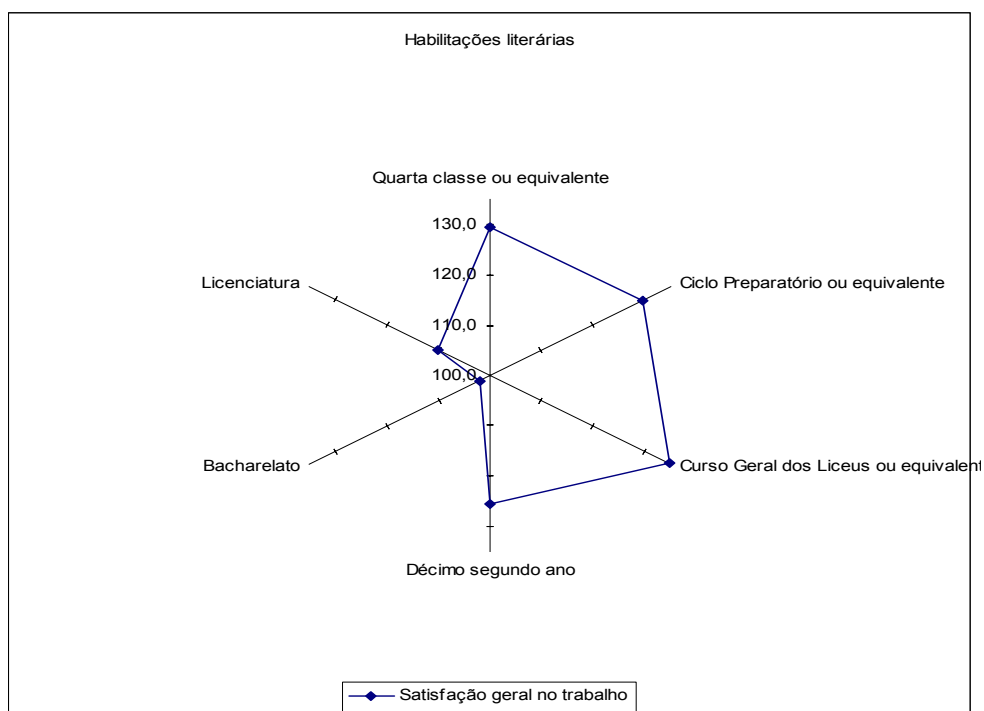 Habilitações literárias
Quarta classe ou equivalente
130,0
120,0
Licenciatura
Ciclo Preparatório ou equivalente
110,0
100,0
Bacharelato
Curso Geral dos Liceus ou equivalent
Décimo segundo ano
Satisfação geral no trabalho